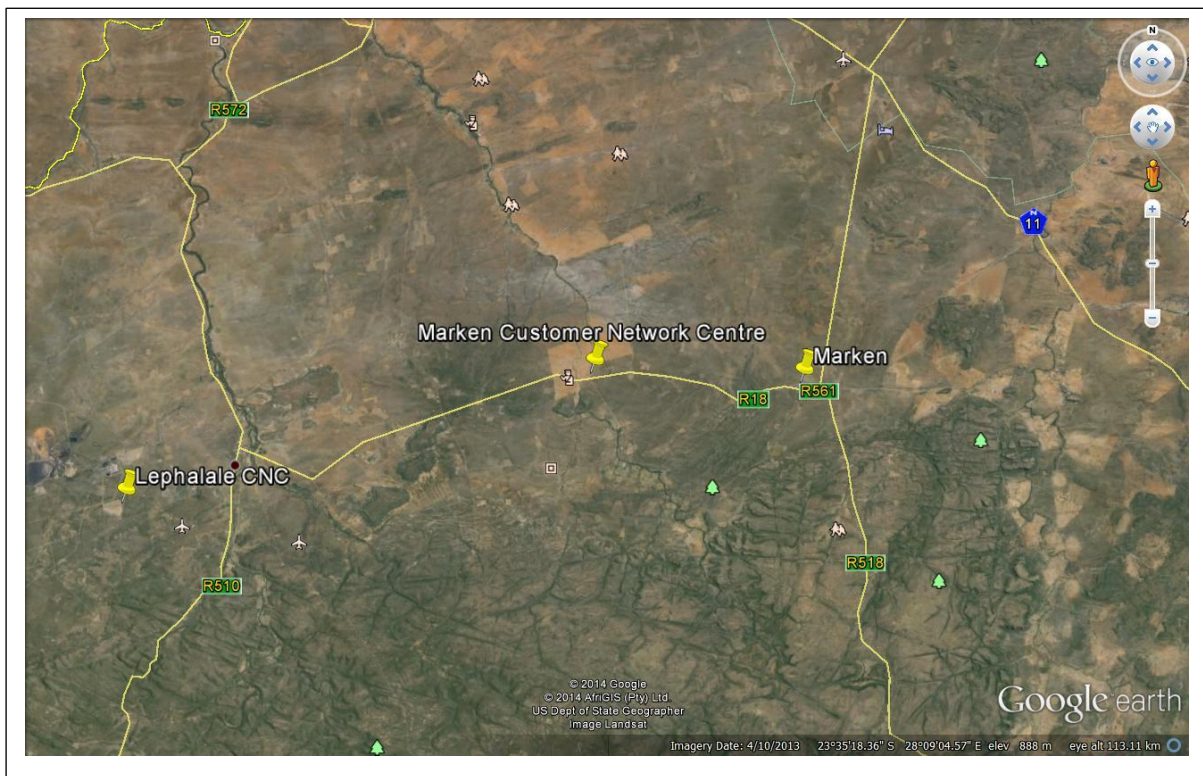 N
R572
11
Marken Customer Network Centre
Marken
R561
R18
Lephalale CNC
R518
R510
© 2014 Google
© 2014 AfriGIS (Pty) Ltd.
US Dept of State Geographer
Image Landsat
Google earth
Imagery Date: 4/10/2013 23°35'18.36" S 28°09'04.57" E elev 888 m eye alt 113.11 km